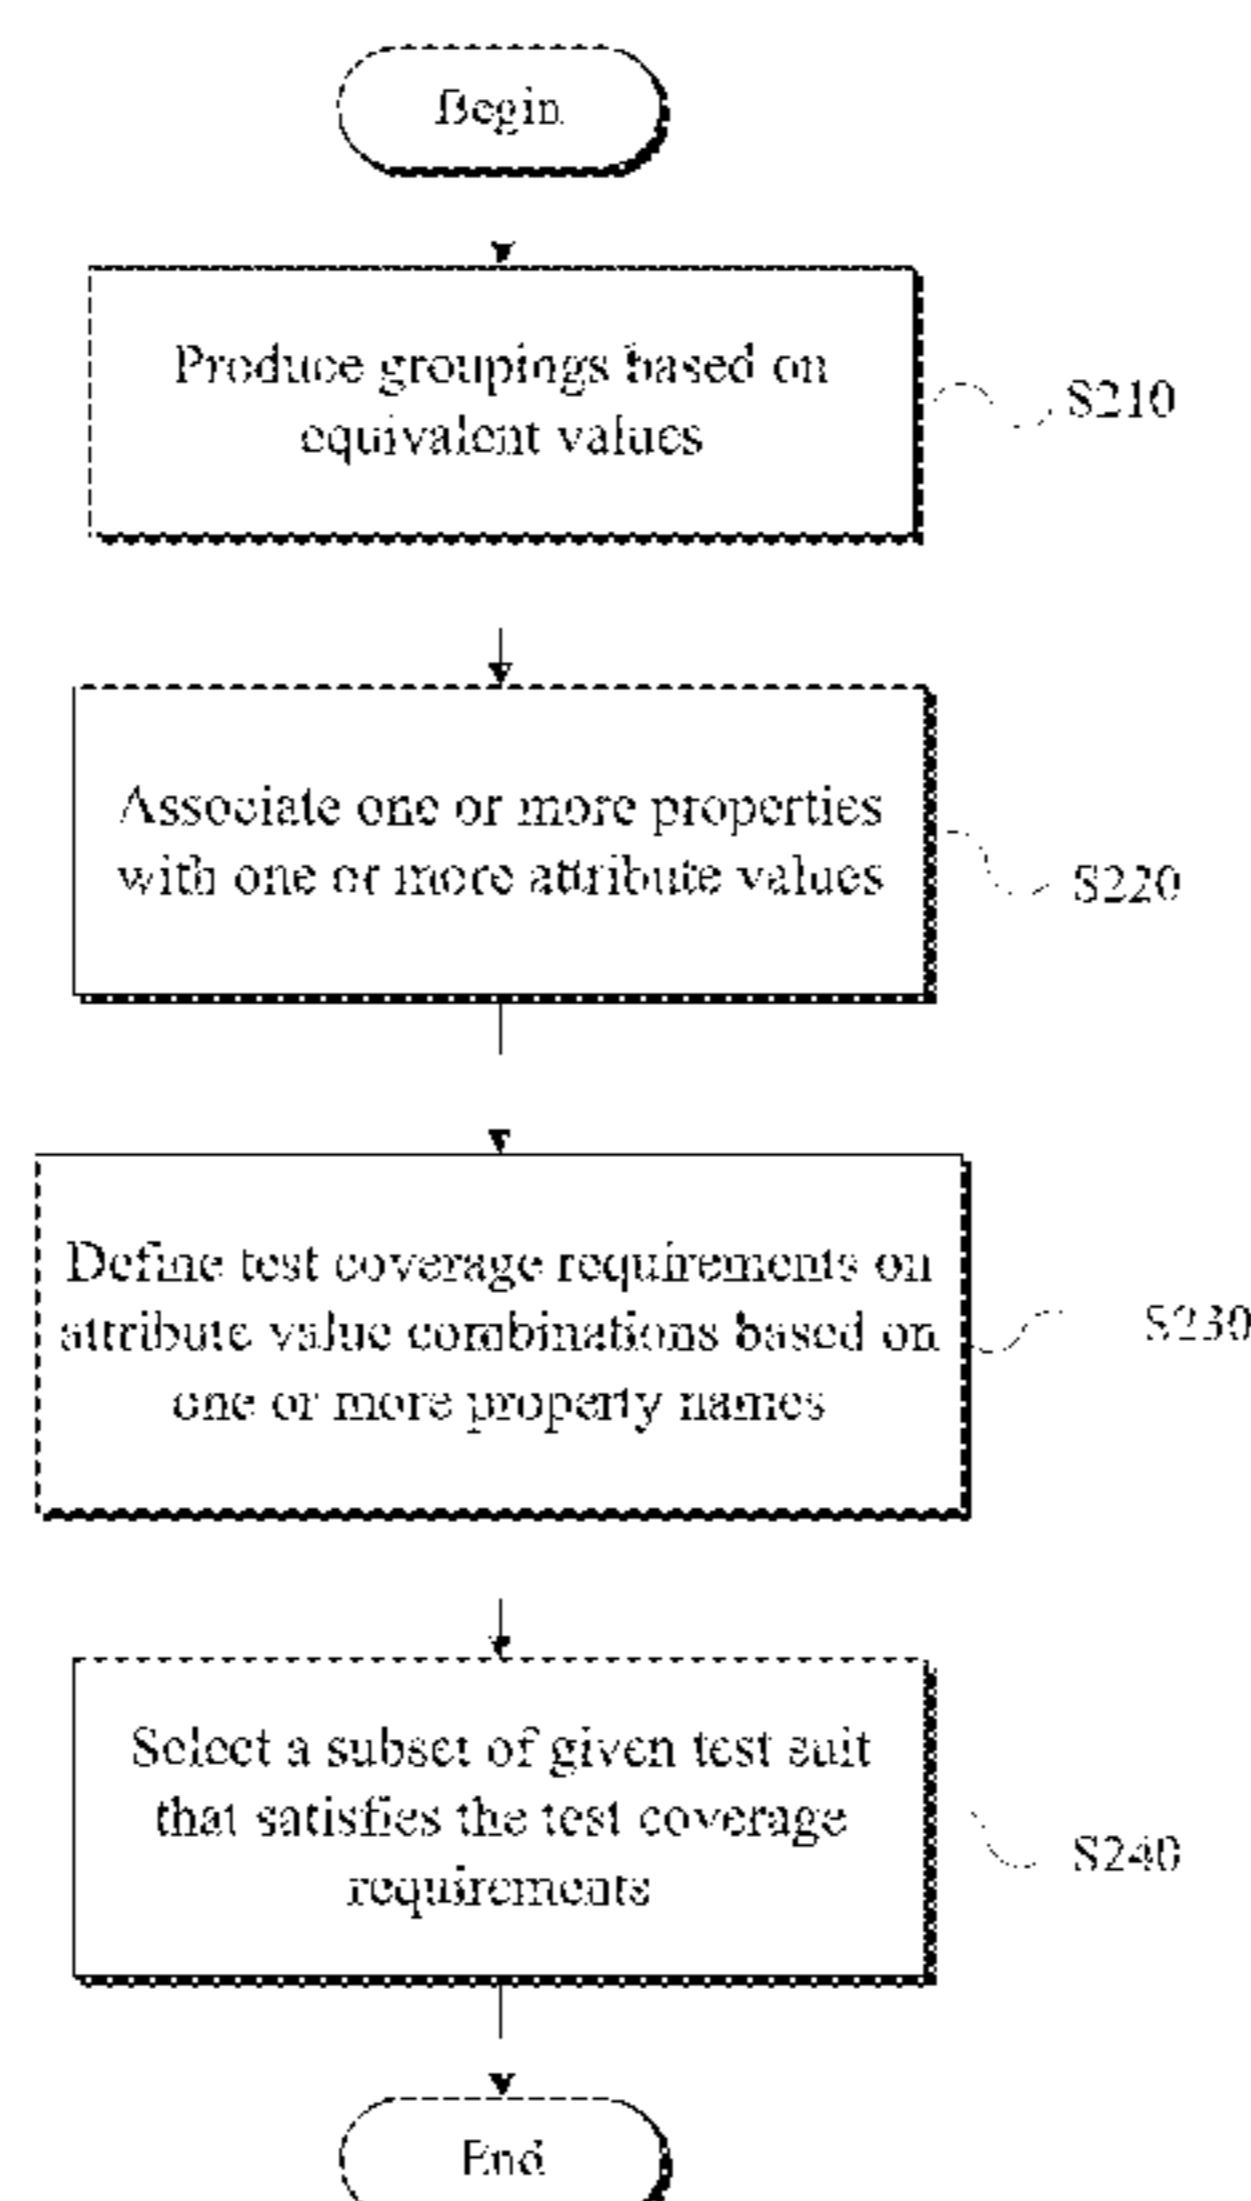 Begin
Produce groupings based on
equivalent values
S210
Associate one or more properties
with one or more attribute values
S220
Define test coverage requirements on
attribute value combinations based on
one or more property names
S230
Select a subset of given test suit
that satisfies the test coverage
requirements
S240
End